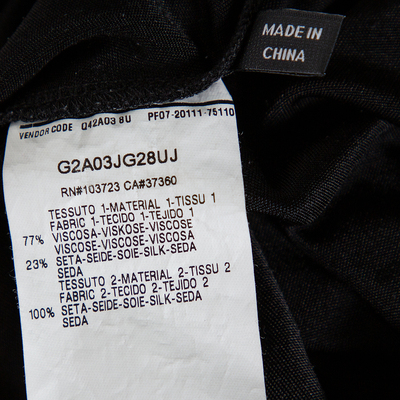 MADE IN
CHINA
VENDOR CODE Q42A03 8U PF07-20111-75110
G2A03JG28UJ
RN#103723 CA#37360
TESSUTO 1-MATERIAL 1-TISSU 1
FABRIC 1-TECIDO 1-TEJIDO 1
77% VISCOSA-VISKOSE-VISCOSE
VISCOSE-VISCOSE-VISCOSA
23% SETA-SEIDE-SOIE-SILK-SEDA
SEDA
TESSUTO 2-MATERIAL 2-TISSU 2
FABRIC 2-TECIDO 2-TEJIDO 2
100% SETA-SEIDE-SOIE-SILK-SEDA
SEDA